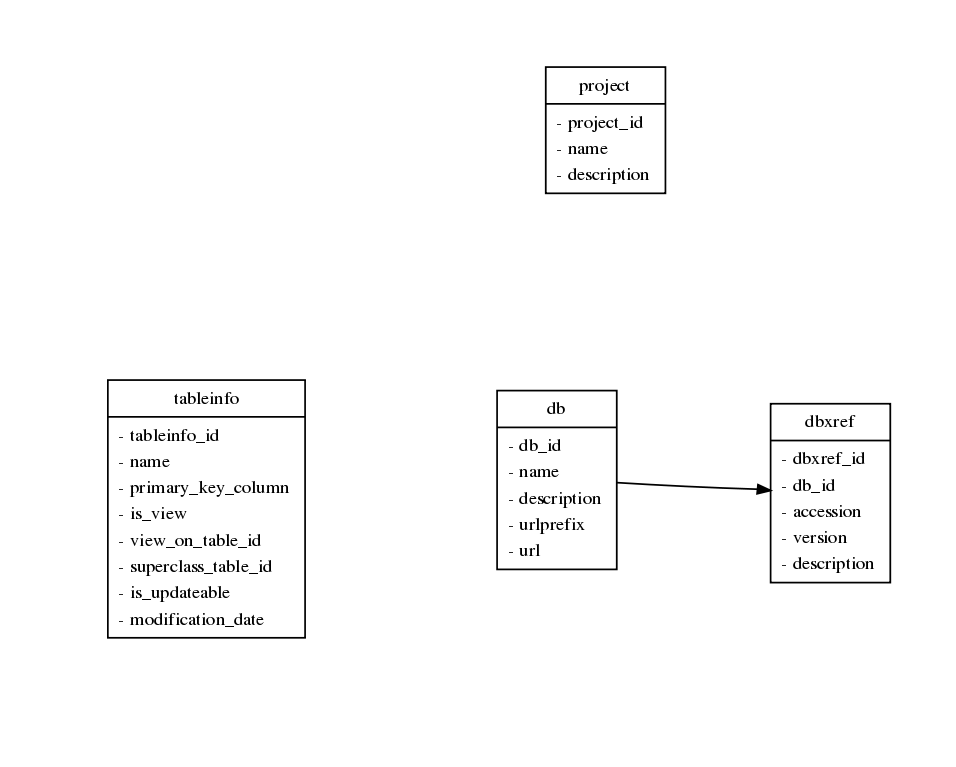 project
- project_id
- name
- description
tableinfo
- tableinfo_id
- name
- primary_key_column
- is_view
- view_on_table_id
- superclass_table_id
- is_updateable
- modification_date
db
- db_id
- name
- description
- urlprefix
- url
dbxref
- dbxref_id
- db_id
- accession
- version
- description